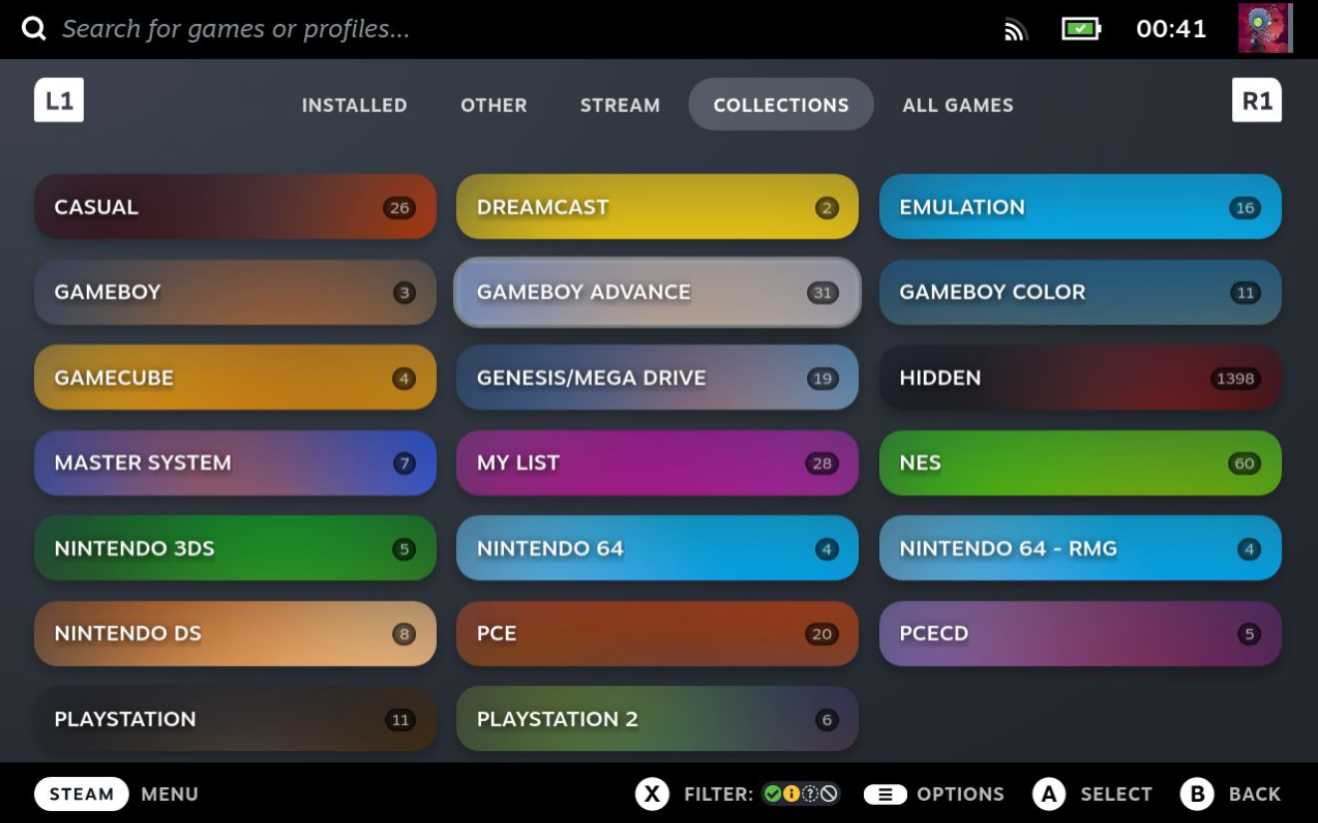 Search for games or profiles...
00:41
L1
INSTALLED
OTHER
STREAM
COLLECTIONS
ALL GAMES
R1
CASUAL 26
DREAMCAST 2
EMULATION 16
GAMEBOY 3
GAMEBOY ADVANCE 31
GAMEBOY COLOR 11
GAMECUBE 4
GENESIS/MEGA DRIVE 19
HIDDEN 1398
MASTER SYSTEM 7
MY LIST 28
NES 60
NINTENDO 3DS 5
NINTENDO 64 4
NINTENDO 64 - RMG 4
NINTENDO DS 8
PCE 20
PCECD 5
PLAYSTATION 11
PLAYSTATION 2 6
STEAM MENU
X FILTER:
OPTIONS
A SELECT
B BACK